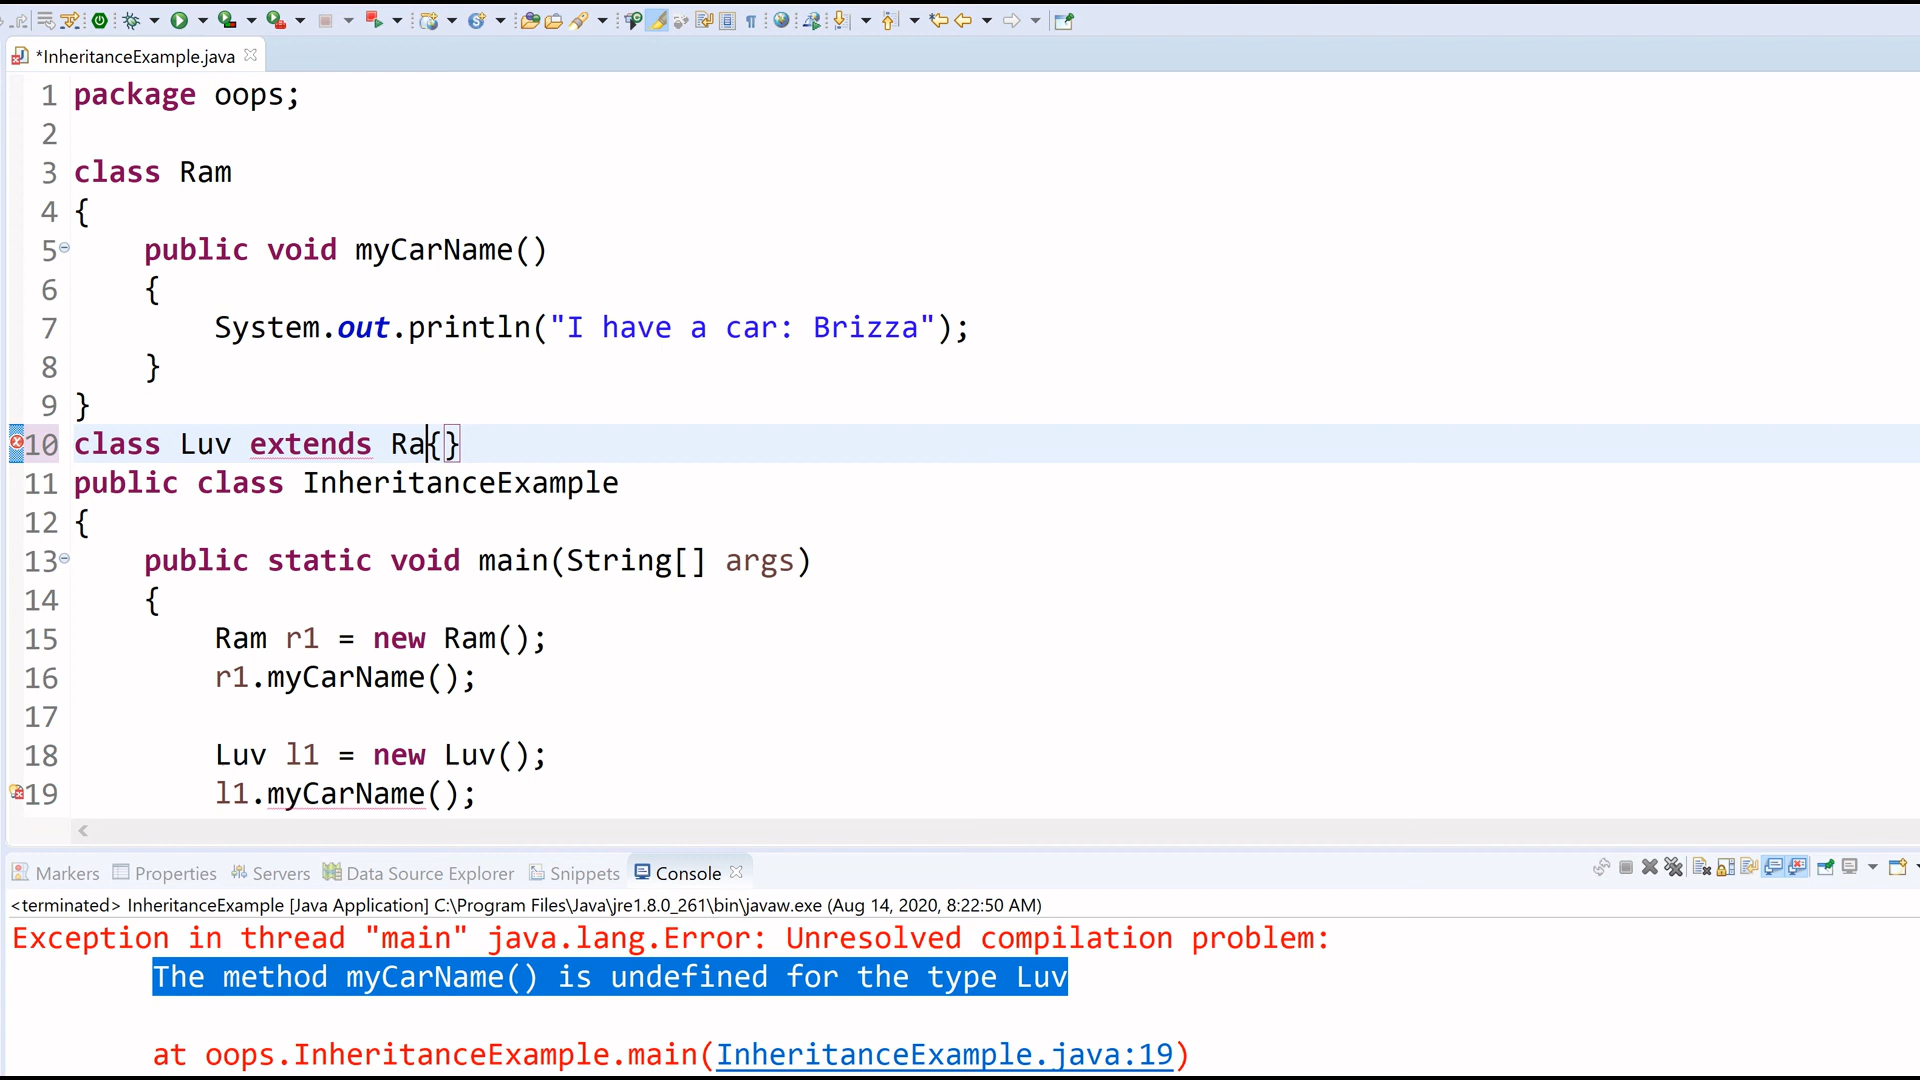 *InheritanceExample.java
1 package oops;
2
3 class Ram
4 {
5 public void myCarName()
6 {
7 System.out.println("I have a car: Brizza");
8 }
9 }
10 class Luv extends Ra{}
11 public class InheritanceExample
12 {
13 public static void main(String[] args)
14 {
15 Ram r1 = new Ram();
16 r1.myCarName();
17
18 Luv l1 = new Luv();
19 l1.myCarName();
Markers Properties Servers Data Source Explorer Snippets Console
<terminated> InheritanceExample [Java Application] C:\Program Files\Java\jre1.8.0_261\bin\javaw.exe (Aug 14, 2020, 8:22:50 AM)
Exception in thread "main" java.lang.Error: Unresolved compilation problem:
The method myCarName() is undefined for the type Luv
at oops.InheritanceExample.main(InheritanceExample.java:19)